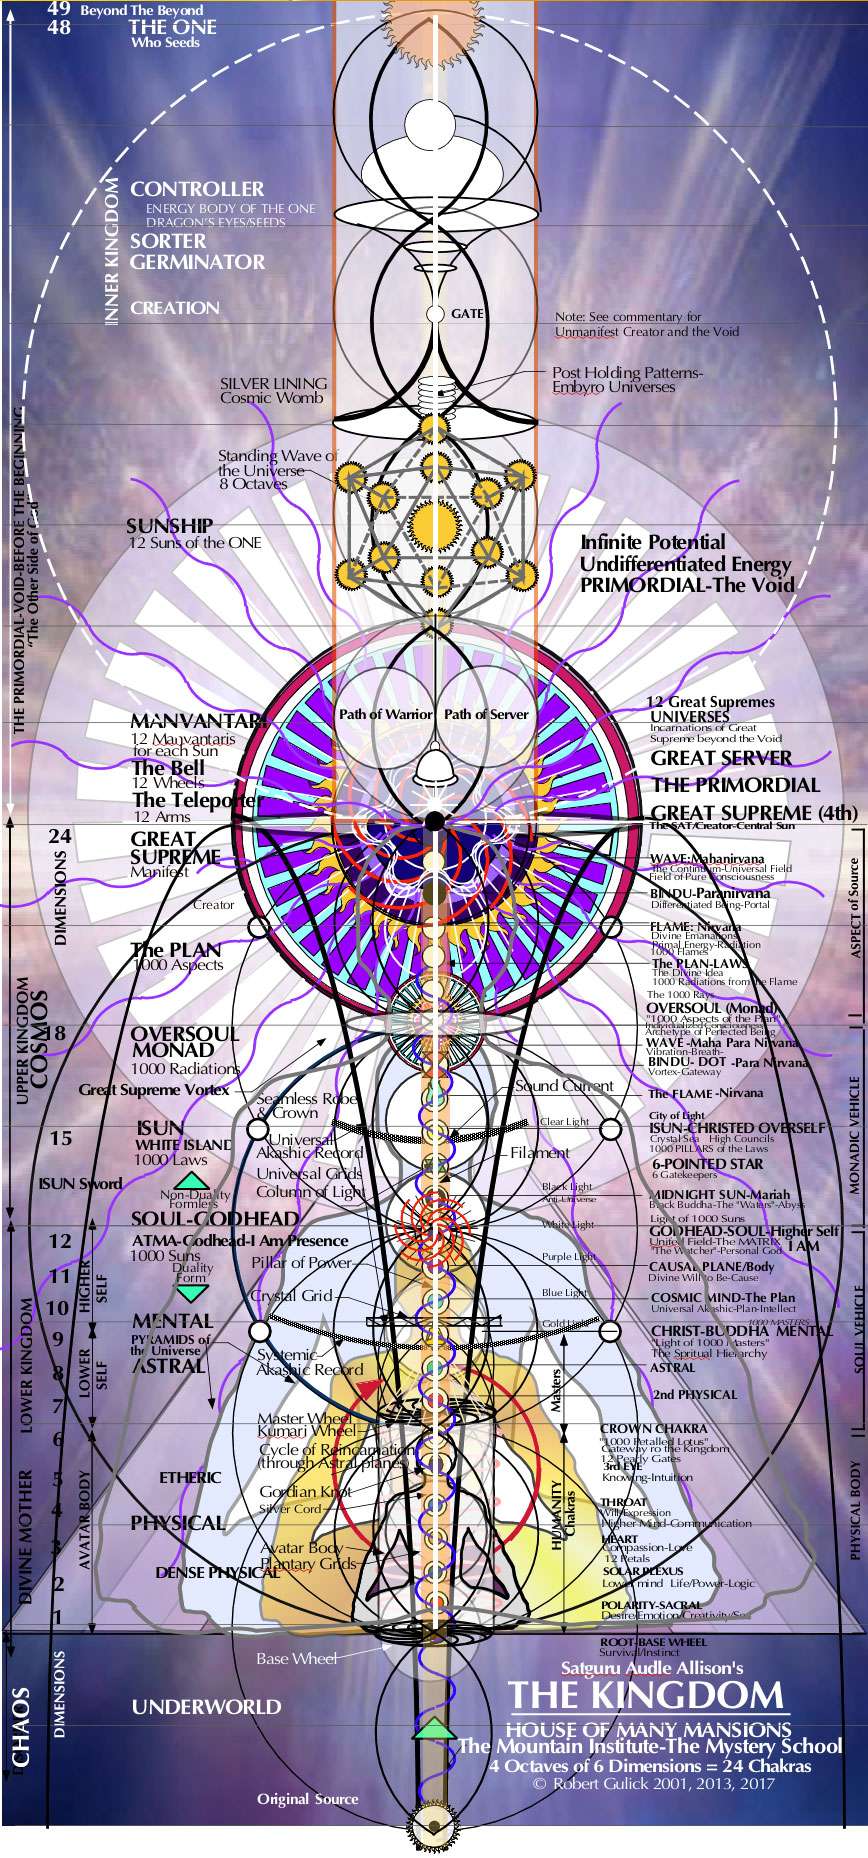 49 Beyond The Beyond
48 THE ONE
Who Seeds
INNER KINGDOM
CONTROLLER
ENERGY BODY OF THE ONE
DRAGON'S EYES/SEEDS
SORTER
GERMINATOR
CREATION
GATE
Note: See commentary for
Unmanifest Creator and the Void
SILVER LINING
Cosmic Womb
Post Holding Patterns-
Embyro Universes
THE PRIMORDIAL-VOID-BEFORE THE BEGINNING
"The Other Side of God"
Standing Wave of
the Universe
8 Octaves
SUNSHIP
12 Suns of the ONE
Infinite Potential
Undifferentiated Energy
PRIMORDIAL-The Void
Path of Warrior
Path of Server
MANVANTARI
12 Manvantaris
for each Sun
The Bell
12 Wheels
The Teleporter
12 Arms
12 Great Supremes
UNIVERSES
Incarnations of Great
Supreme beyond the Void
GREAT SERVER
THE PRIMORDIAL
GREAT SUPREME (4th)
The SAT/Creator-Central Sun
24
DIMENSIONS
GREAT
SUPREME
Manifest
Creator
The PLAN
1000 Aspects
WAVE:Mahanirvana
The Continuum-Universal Field
Field of Pure Consciousness
BINDU-Paranirvana
Differentiated Being-Portal
FLAME: Nirvana
Divine Emanations
Primal Energy-Radiation
1000 Flames
The PLAN-LAWS
The Divine Idea
1000 Radiations from the Flame
The 1000 Rays
ASPECT of Source
UPPER KINGDOM
COSMOS
18
OVERSOUL
MONAD
1000 Radiations
OVERSOUL (Monad)
"1000 Aspects of the Plan"
Individualized Consciousness
Archetype of Perfected Being
WAVE -Maha Para Nirvana
Vibration-Breath-
BINDU- DOT -Para Nirvana
Vortex-Gateway
Great Supreme Vortex
Seamless Robe
& Crown
Sound Current
The FLAME -Nirvana
15
ISUN
WHITE ISLAND
1000 Laws
Universal
Akashic Record
Clear Light
City of Light
ISUN-CHRISTED OVERSELF
Crystal Sea High Councils
1000 PILLARS of the Laws
Filament
6-POINTED STAR
6 Gatekeepers
MONADIC VEHICLE
ISUN Sword
Universal Grids
Column of Light
Non-Duality
Formless
Black Light
Anti-Universe
MIDNIGHT SUN-Mariah
Black Buddha-The "Waters"-Abyss
Light of 1000 Suns
SOUL-GODHEAD
White Light
GODHEAD-SOUL-Higher Self
Unified Field-The MATRIX
"The Watcher"-Personal God
I AM
12
ATMA-Godhead-I Am Presence
1000 Suns
Duality
Form
Pillar of Power
Purple Light
CAUSAL PLANE/Body
Divine Will to Be-Cause
11
10
HIGHER
SELF
Crystal Grid
Blue Light
COSMIC MIND-The Plan
Universal Akashic-Plan-Intellect
1000 MASTERS
MENTAL
Gold Light
9
CHRIST-BUDDHA MENTAL
"Light of 1000 Masters"
The Spritual Hierarchy
SOUL VEHICLE
PYRAMIDS of
the Universe
ASTRAL
Systemic
Akashic Record
ASTRAL
8
7
LOWER
SELF
LOWER KINGDOM
2nd PHYSICAL
Masters
Master Wheel
Kumari Wheel
6
CROWN CHAKRA
"1000 Petalled Lotus"
Gateway to the Kingdom
12 Pearly Gates
3rd EYE
Knowing-Intuition
Cycle of Reincarnation
(through Astral planes)
5
ETHERIC
Gordian Knot
Silver Cord
4
THROAT
Will-Expression
Higher Mind-Communication
PHYSICAL
HUMANITY
Chakras
3
HEART
Compassion-Love
12 Petals
Avatar Body
Plantary Grids
DENSE PHYSICAL
2
SOLAR PLEXUS
Lower mind Life/Power-Logic
1
POLARITY-SACRAL
Desire/Emotion/Creativity/Sex
DIVINE MOTHER
AVATAR BODY
PHYSICAL BODY
Base Wheel
ROOT-BASE WHEEL
Survival/Instinct
CHAOS
DIMENSIONS
UNDERWORLD
Original Source
Satguru Audle Allison's
THE KINGDOM
HOUSE OF MANY MANSIONS
The Mountain Institute-The Mystery School
4 Octaves of 6 Dimensions = 24 Chakras
© Robert Gulick 2001, 2013, 2017